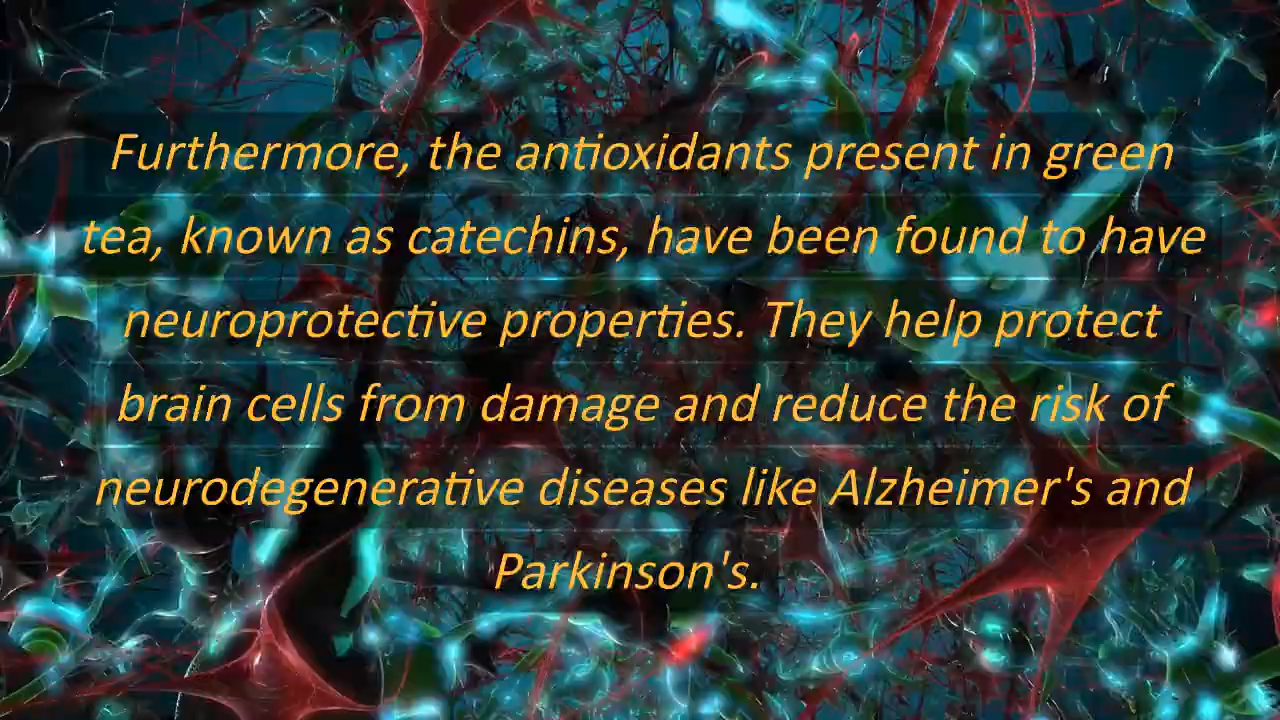 Furthermore, the antioxidants present in green
tea, known as catechins, have been found to have
neuroprotective properties. They help protect
brain cells from damage and reduce the risk of
neurodegenerative diseases like Alzheimer's and
Parkinson's.